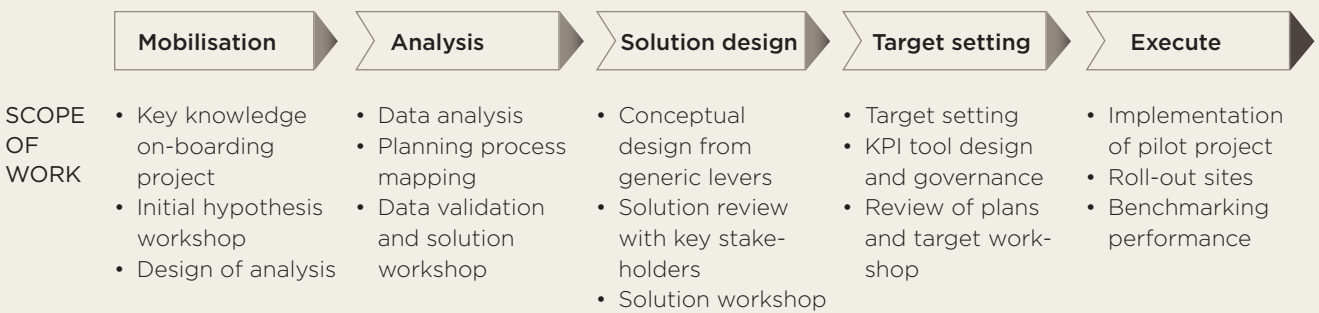 Mobilisation
Analysis
Solution design
Target setting
Execute
SCOPE
OF
WORK
• Key knowledge
on-boarding
project
• Initial hypothesis
workshop
• Design of analysis
• Data analysis
• Planning process
mapping
• Data validation
and solution
workshop
• Conceptual
design from
generic levers
• Solution review
with key stake-
holders
• Solution workshop
• Target setting
• KPI tool design
and governance
• Review of plans
and target work-
shop
• Implementation
of pilot project
• Roll-out sites
• Benchmarking
performance